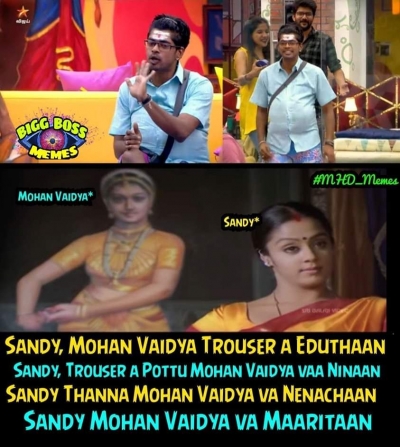 விஜய்
BIGG BOSS
MEMES
#MHD_Memes
Mohan Vaidya*
Sandy*
Sandy, Mohan Vaidya Trouser a Eduthaan
Sandy, Trouser a Pottu Mohan Vaidya vaa Ninaan
Sandy Thanna Mohan Vaidya va Nenachaan
Sandy Mohan Vaidya va Maaritaan